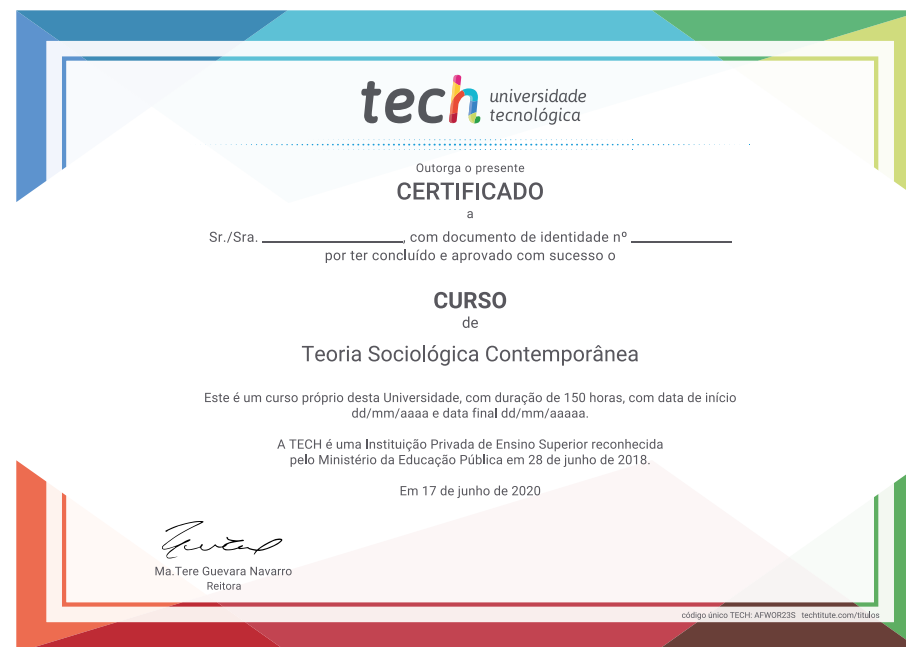 tech universidade
tecnológica
Outorga o presente
CERTIFICADO
a
Sr./Sra. ____________, com documento de identidade nº ____________
por ter concluído e aprovado com sucesso o
CURSO
de
Teoria Sociológica Contemporânea
Este é um curso próprio desta Universidade, com duração de 150 horas, com data de início
dd/mm/aaaa e data final dd/mm/aaaaa.
A TECH é uma Instituição Privada de Ensino Superior reconhecida
pelo Ministério da Educação Pública em 28 de junho de 2018.
Em 17 de junho de 2020
Ma.Tere Guevara Navarro
Reitora
código único TECH: AFWOR23S techtitute.com/titulos